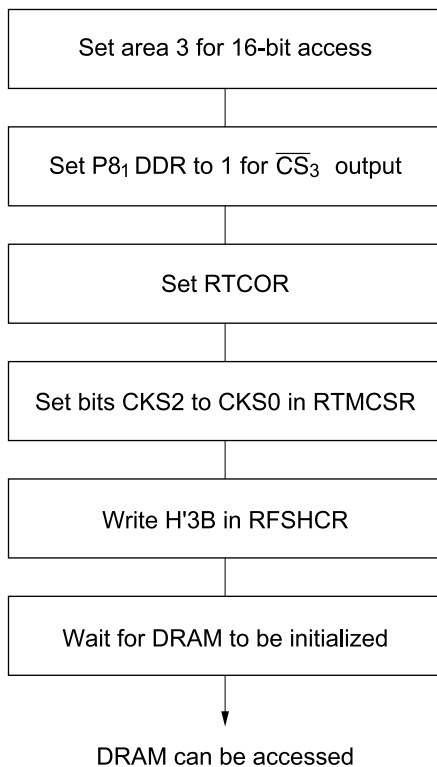 Set area 3 for 16-bit access
Set P8₁ DDR to 1 for C̅S̅₃ output
Set RTCOR
Set bits CKS2 to CKS0 in RTMCSR
Write H'3B in RFSHCR
Wait for DRAM to be initialized
DRAM can be accessed